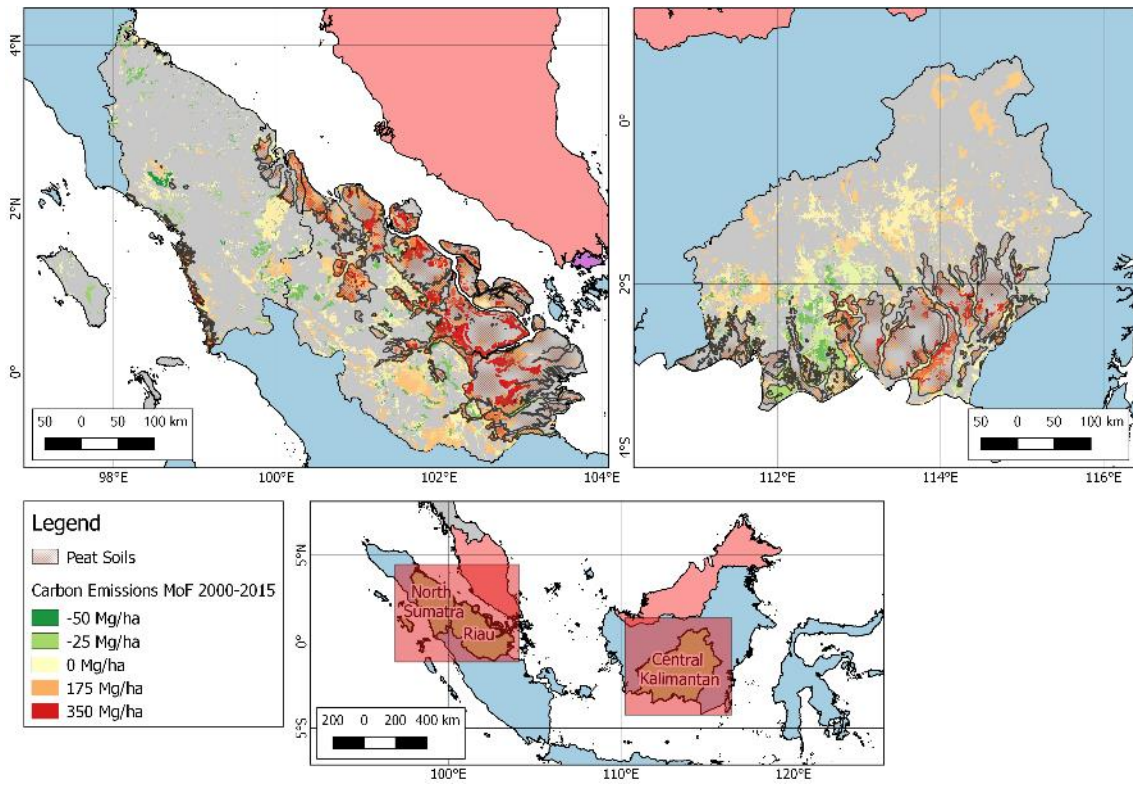 4°N
2°N
0°
50 0 50 100 km
98°E 100°E 102°E 104°E
0°
2°S
4°S
50 0 50 100 km
112°E 114°E 116°E
Legend
Peat Soils
Carbon Emissions MoF 2000-2015
-50 Mg/ha
-25 Mg/ha
0 Mg/ha
175 Mg/ha
350 Mg/ha
5°N
0°
5°S
North
Sumatra
Riau
Central
Kalimantan
200 0 200 400 km
100°E 110°E 120°E